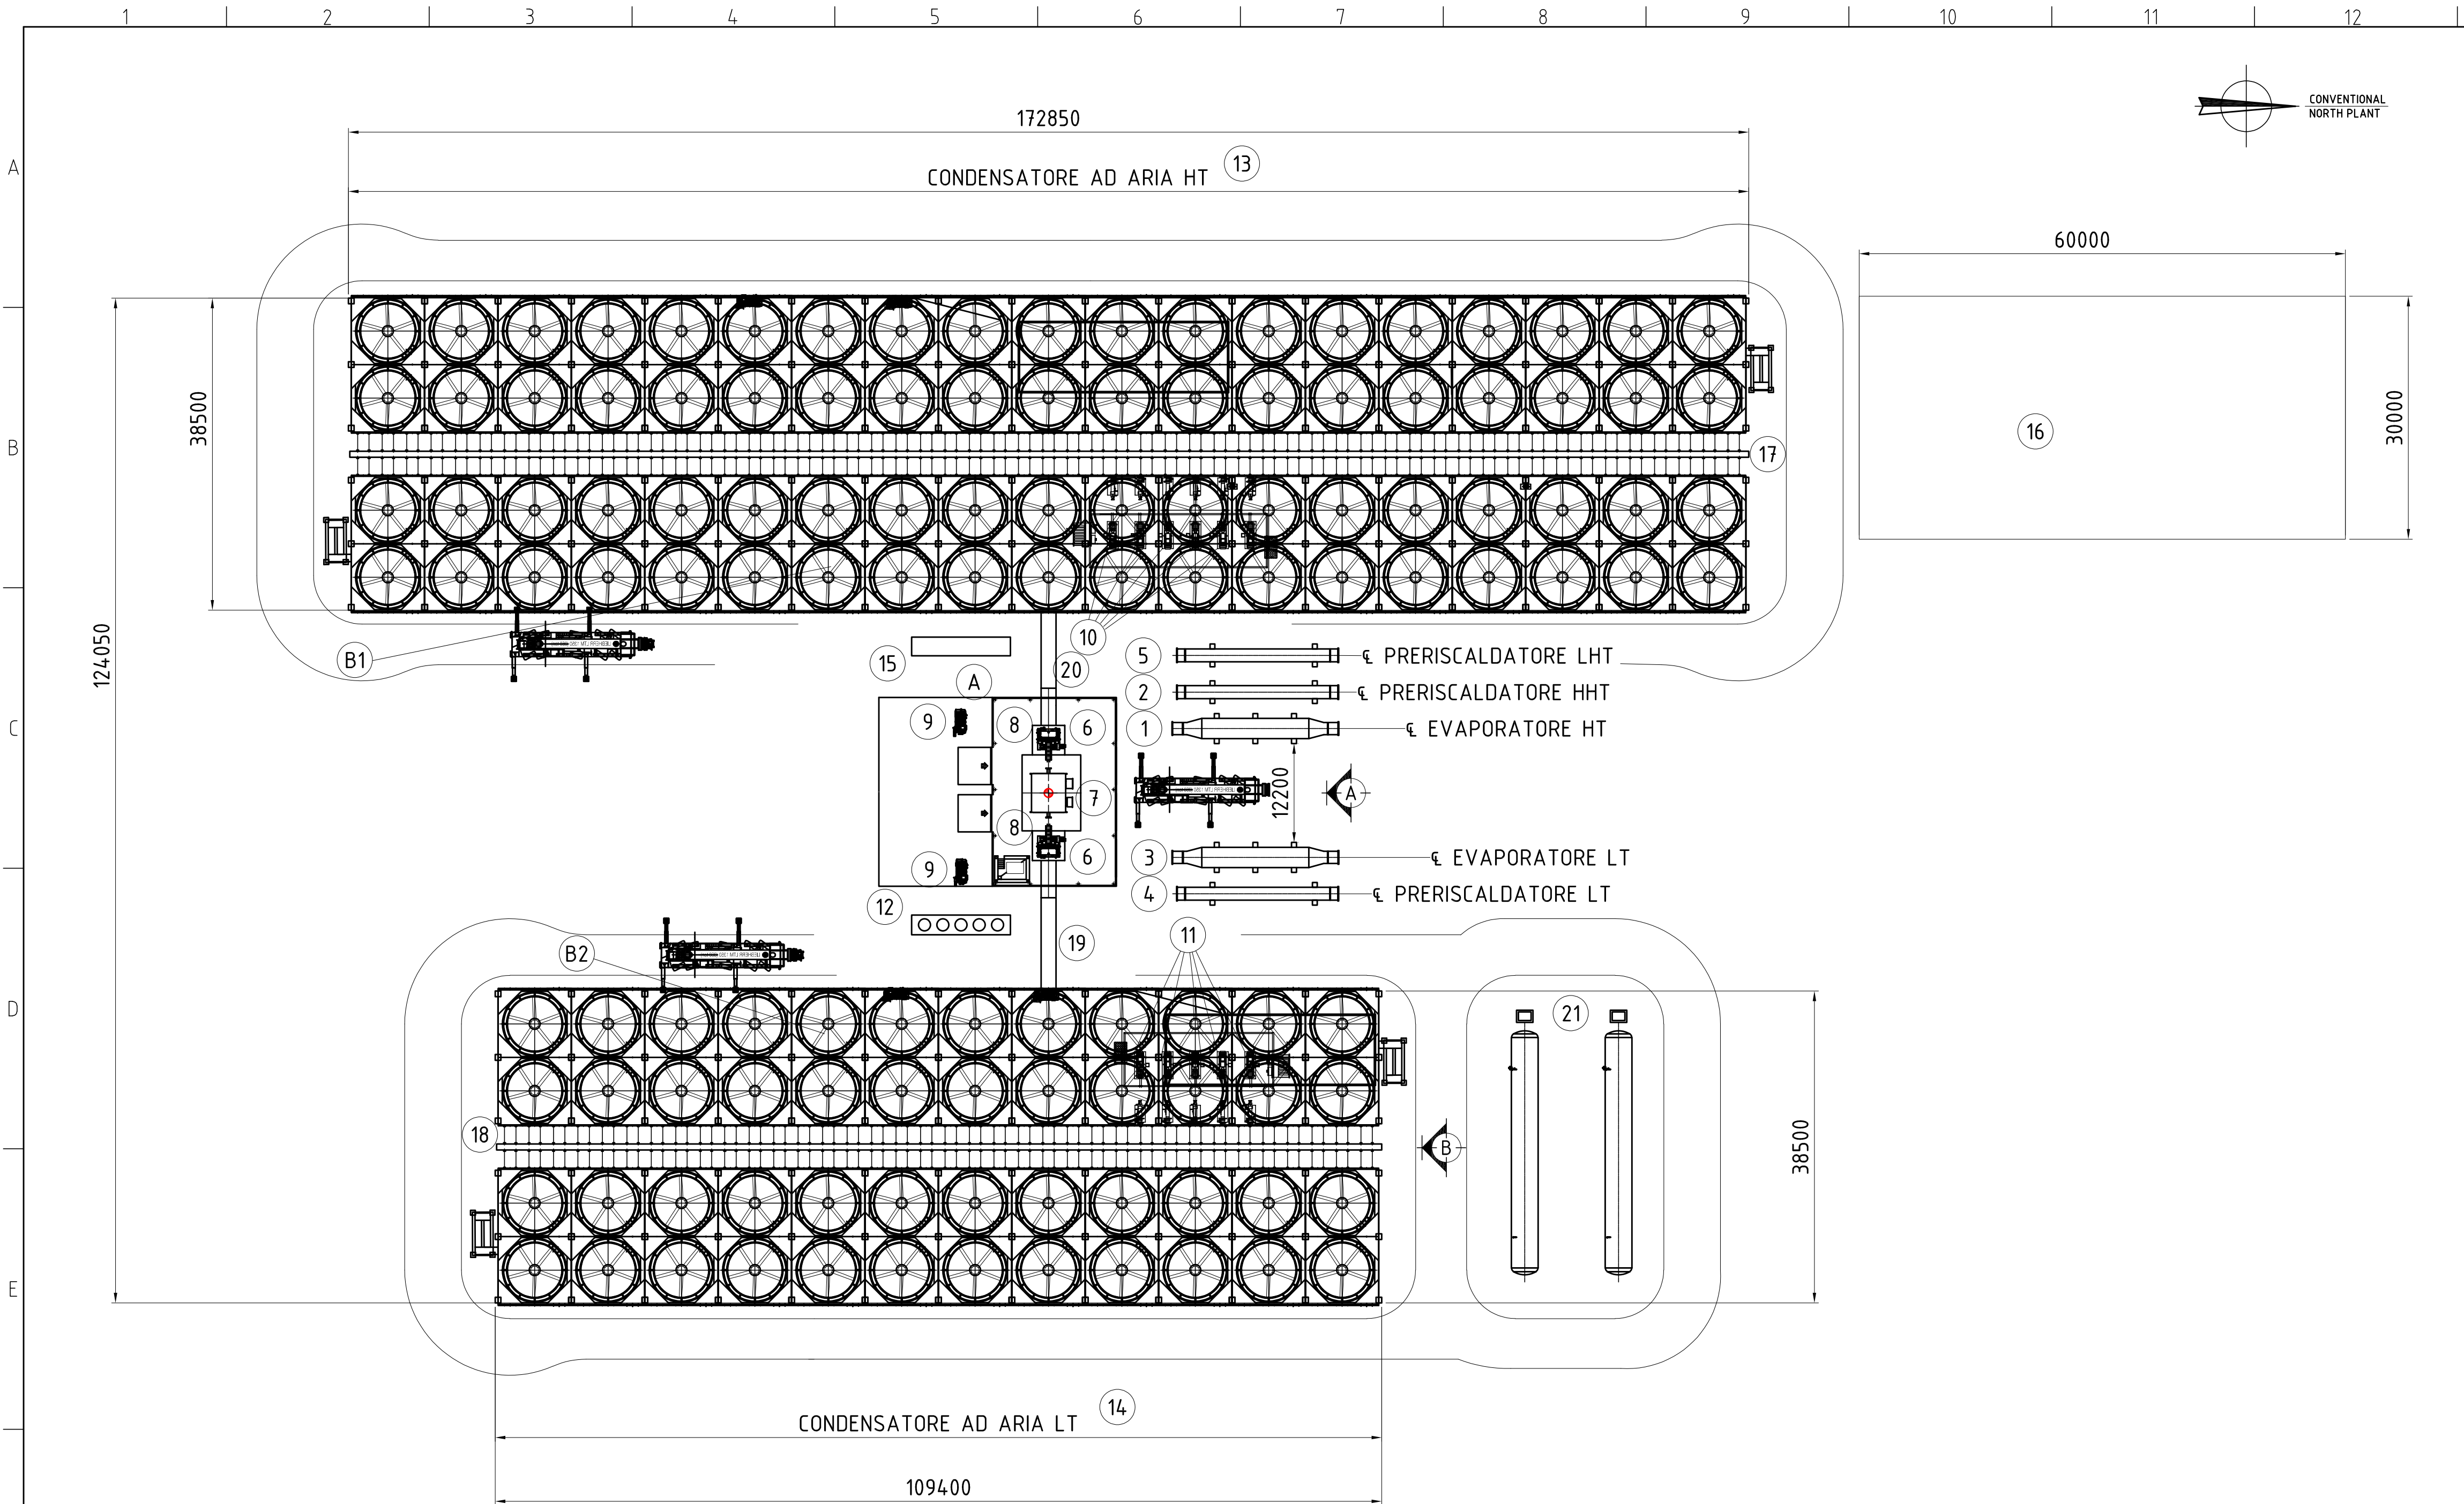 1 2 3 4 5 6 7 8 9 10 11 12
CONVENTIONAL
NORTH PLANT
172850
A
CONDENSATORE AD ARIA HT 13
60000
38500
B
16
30000
17
124050
B1
10
15
20
5 ℄ PRERISCALDATORE LHT
A
2 ℄ PRERISCALDATORE HHT
C
9 8 6 1 ℄ EVAPORATORE HT
7
12200
A
8
6
3 ℄ EVAPORATORE LT
9
4 ℄ PRERISCALDATORE LT
12
11
19
B2
D
21
18
B
38500
E
14
CONDENSATORE AD ARIA LT
109400